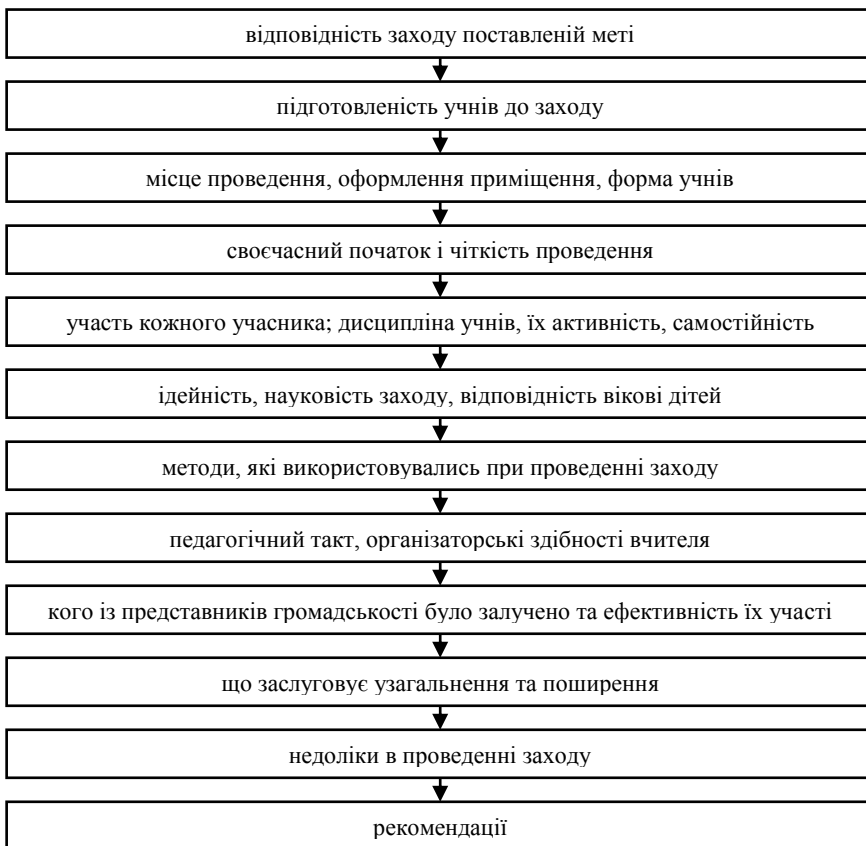 відповідність заходу поставленій меті
підготовленість учнів до заходу
місце проведення, оформлення приміщення, форма учнів
своєчасний початок і чіткість проведення
участь кожного учасника; дисципліна учнів, їх активність, самостійність
ідейність, науковість заходу, відповідність вікові дітей
методи, які використовувались при проведенні заходу
педагогічний такт, організаторські здібності вчителя
кого із представників громадськості було залучено та ефективність їх участі
що заслуговує узагальнення та поширення
недоліки в проведенні заходу
рекомендації